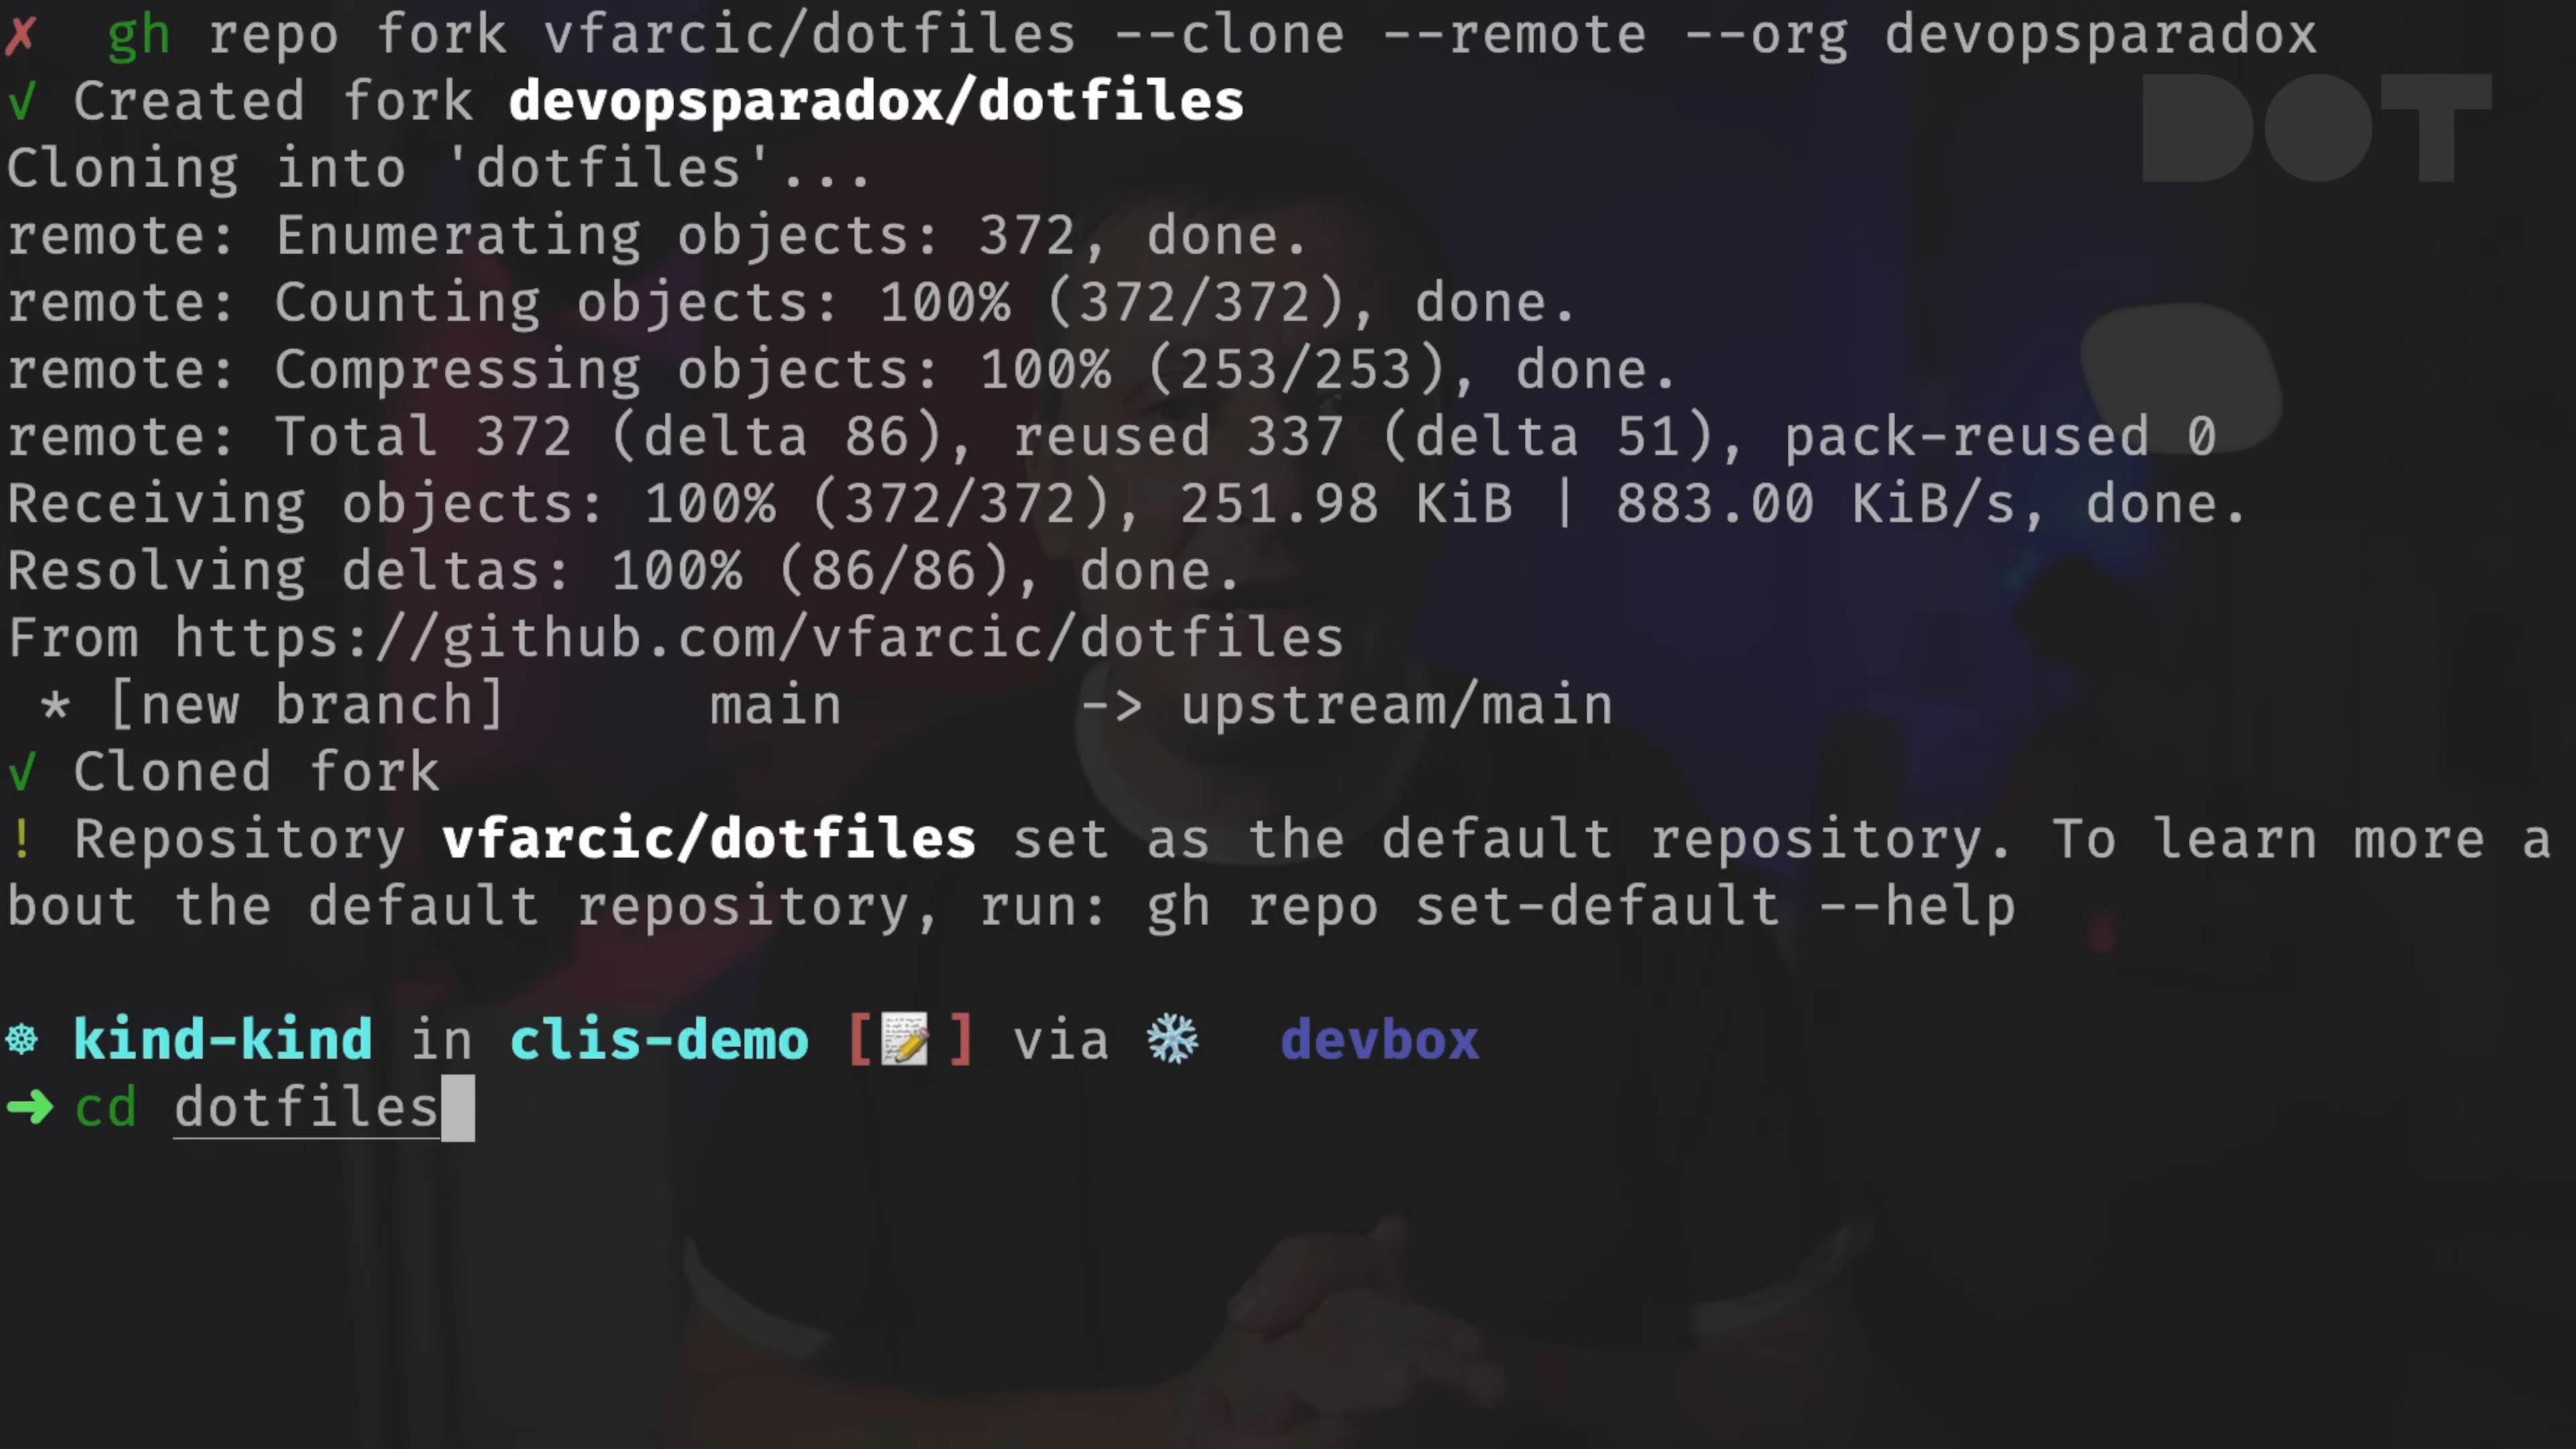 ✗  gh repo fork vfarcic/dotfiles --clone --remote --org devopsparadox
√ Created fork devopsparadox/dotfiles
DOT
Cloning into 'dotfiles'...
remote: Enumerating objects: 372, done.
remote: Counting objects: 100% (372/372), done.
remote: Compressing objects: 100% (253/253), done.
remote: Total 372 (delta 86), reused 337 (delta 51), pack-reused 0
Receiving objects: 100% (372/372), 251.98 KiB | 883.00 KiB/s, done.
Resolving deltas: 100% (86/86), done.
From https://github.com/vfarcic/dotfiles
 * [new branch]      main       -> upstream/main
√ Cloned fork
! Repository vfarcic/dotfiles set as the default repository. To learn more a
bout the default repository, run: gh repo set-default --help
☸ kind-kind in clis-demo [📝] via ❄️  devbox
➜ cd dotfiles